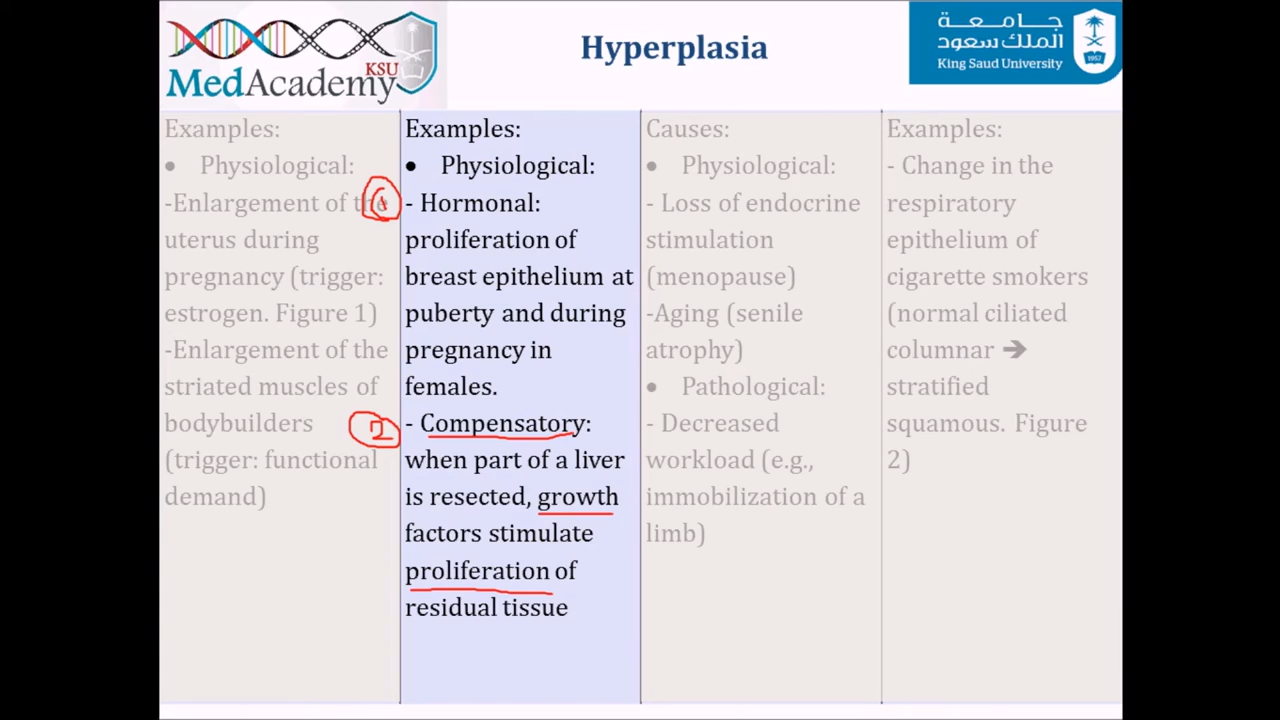 MedAcademy
KSU
Hyperplasia
جامعة
الملك سعود
King Saud University
1957
Examples:
• Physiological:
-Enlargement of the
uterus during
pregnancy (trigger:
estrogen. Figure 1)
-Enlargement of the
striated muscles of
bodybuilders
(trigger: functional
demand)
1
2
Examples:
• Physiological:
- Hormonal:
proliferation of
breast epithelium at
puberty and during
pregnancy in
females.
- Compensatory:
when part of a liver
is resected, growth
factors stimulate
proliferation of
residual tissue
Causes:
• Physiological:
- Loss of endocrine
stimulation
(menopause)
-Aging (senile
atrophy)
• Pathological:
- Decreased
workload (e.g.,
immobilization of a
limb)
Examples:
- Change in the
respiratory
epithelium of
cigarette smokers
(normal ciliated
columnar ➔
stratified
squamous. Figure
2)